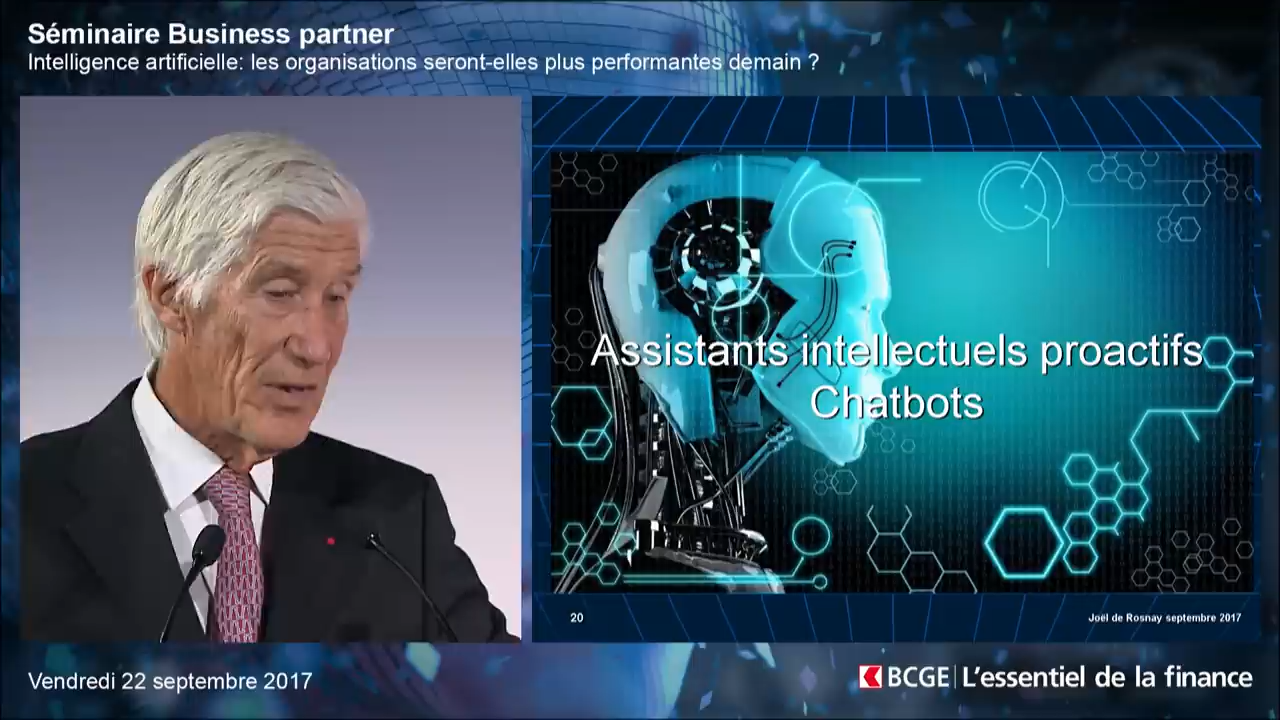 Séminaire Business partner
Intelligence artificielle: les organisations seront-elles plus performantes demain ?
Assistants intellectuels proactifs
Chatbots
20
Joël de Rosnay septembre 2017
Vendredi 22 septembre 2017
BCGE L'essentiel de la finance